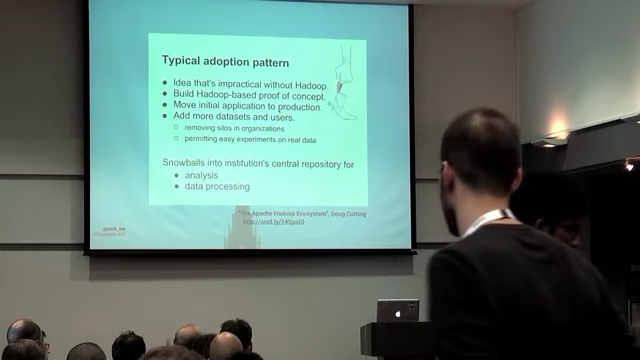 Typical adoption pattern
● Idea that's impractical without Hadoop.
● Build Hadoop-based proof of concept.
● Move initial application to production.
● Add more datasets and users.
○ removing silos in organizations
○ permitting easy experiments on real data
Snowballs into institution's central repository for
● analysis
● data processing
"The Apache Hadoop Ecosystem", Doug Cutting